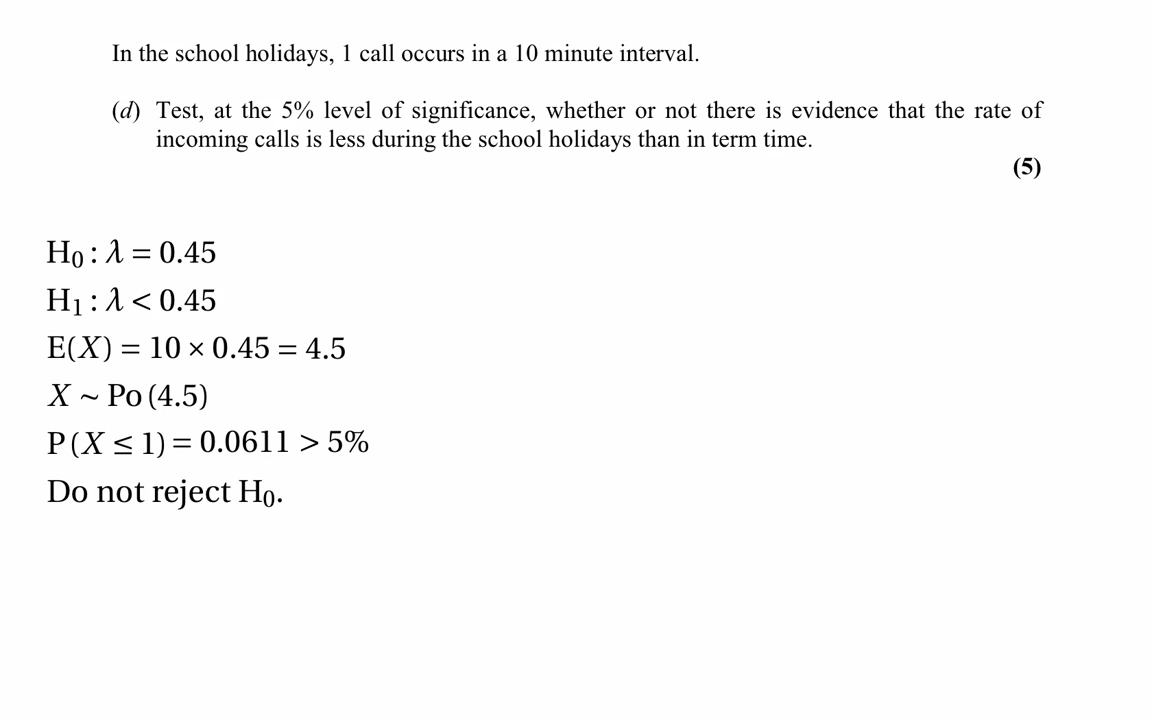 In the school holidays, 1 call occurs in a 10 minute interval.
(d) Test, at the 5% level of significance, whether or not there is evidence that the rate of
incoming calls is less during the school holidays than in term time.
(5)
H₀ : λ = 0.45
H₁ : λ < 0.45
E(X) = 10 × 0.45 = 4.5
X ~ Po (4.5)
P (X ≤ 1) = 0.0611 > 5%
Do not reject H₀.